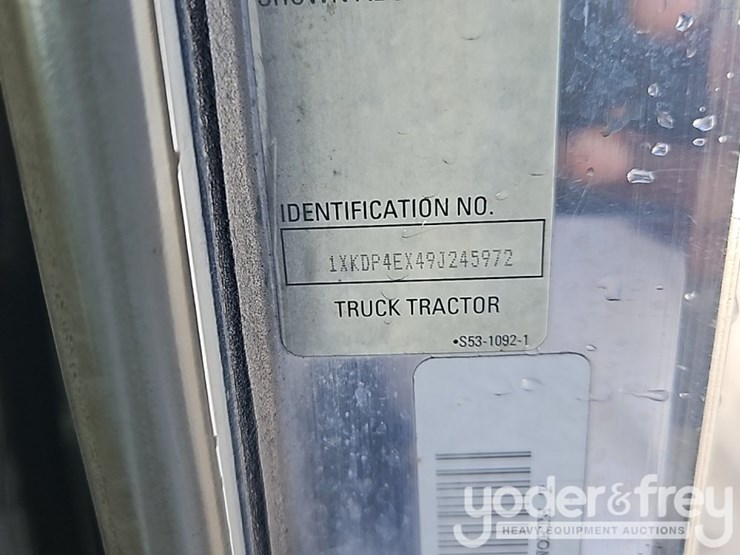 IDENTIFICATION NO.
1XKDP4EX49J245972
TRUCK TRACTOR
•S53-1092-1
yoder&frey
HEAVY EQUIPMENT AUCTIONS